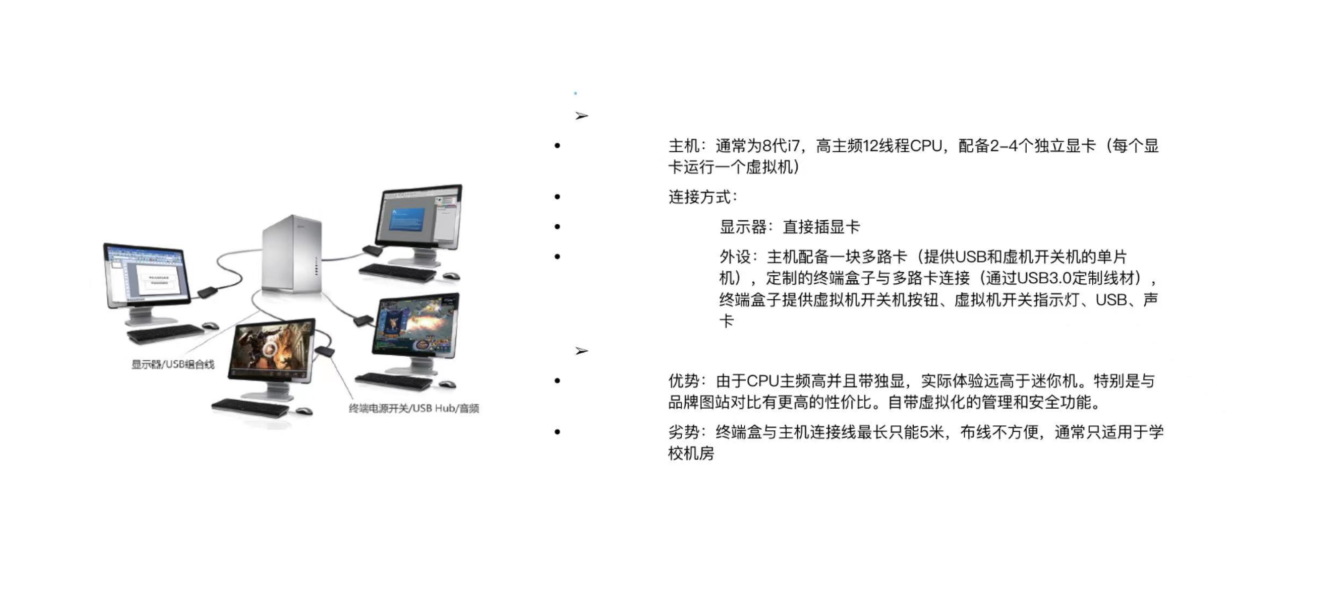 显示器/USB组合线
终端电源开关/USB Hub/音频
➢
• 主机：通常为8代i7，高主频12线程CPU，配备2-4个独立显卡（每个显
卡运行一个虚拟机）
• 连接方式：
• 显示器：直接插显卡
• 外设：主机配备一块多路卡（提供USB和虚机开关机的单片
机），定制的终端盒子与多路卡连接（通过USB3.0定制线材），
终端盒子提供虚拟机开关机按钮、虚拟机开关指示灯、USB、声
卡
➢
• 优势：由于CPU主频高并且带独显，实际体验远高于迷你机。特别是与
品牌图站对比有更高的性价比。自带虚拟化的管理和安全功能。
• 劣势：终端盒与主机连接线最长只能5米，布线不方便，通常只适用于学
校机房